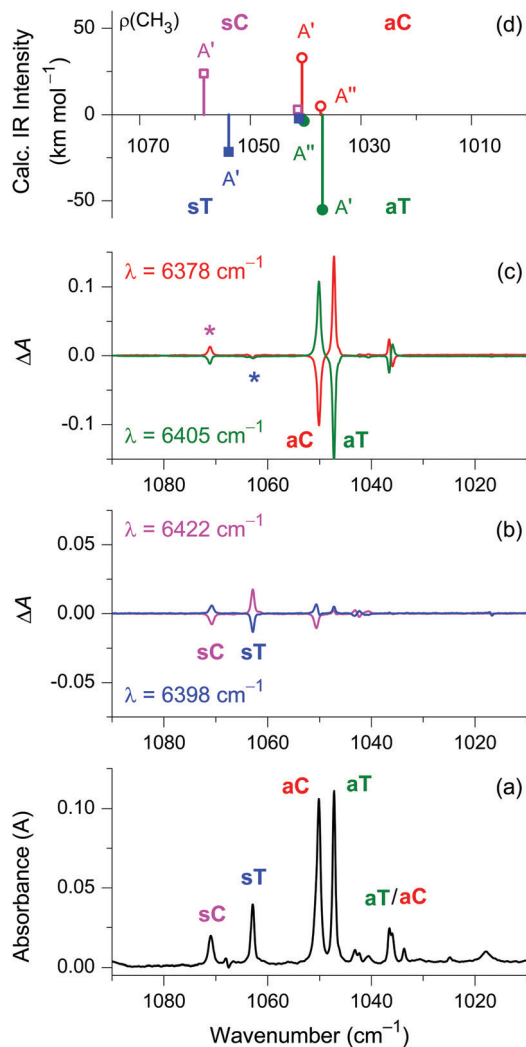 ρ(CH₃) sC aC (d)
A' A' A"
Calc. IR Intensity
(km mol⁻¹)
50
0
-50
1070 1050 1030 1010
A' A" A'
sT aT
λ = 6378 cm⁻¹ (c)
ΔA
0.1
0.0
-0.1
* *
λ = 6405 cm⁻¹ aC aT
1080 1060 1040 1020
λ = 6422 cm⁻¹ (b)
ΔA
0.05
0.00
-0.05
sC sT
λ = 6398 cm⁻¹
1080 1060 1040 1020
(a)
Absorbance (A)
0.10
0.05
0.00
aC aT
sC sT aT/aC
1080 1060 1040 1020
Wavenumber (cm⁻¹)